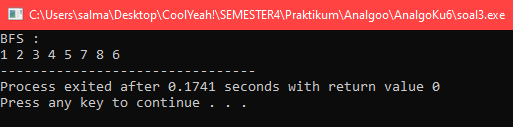 C:\Users\salma\Desktop\CoolYeah!\SEMESTER4\Praktikum\Analgoo\AnalgoKu6\soal3.exe
BFS :
1 2 3 4 5 7 8 6
--------------------------------
Process exited after 0.1741 seconds with return value 0
Press any key to continue . . .